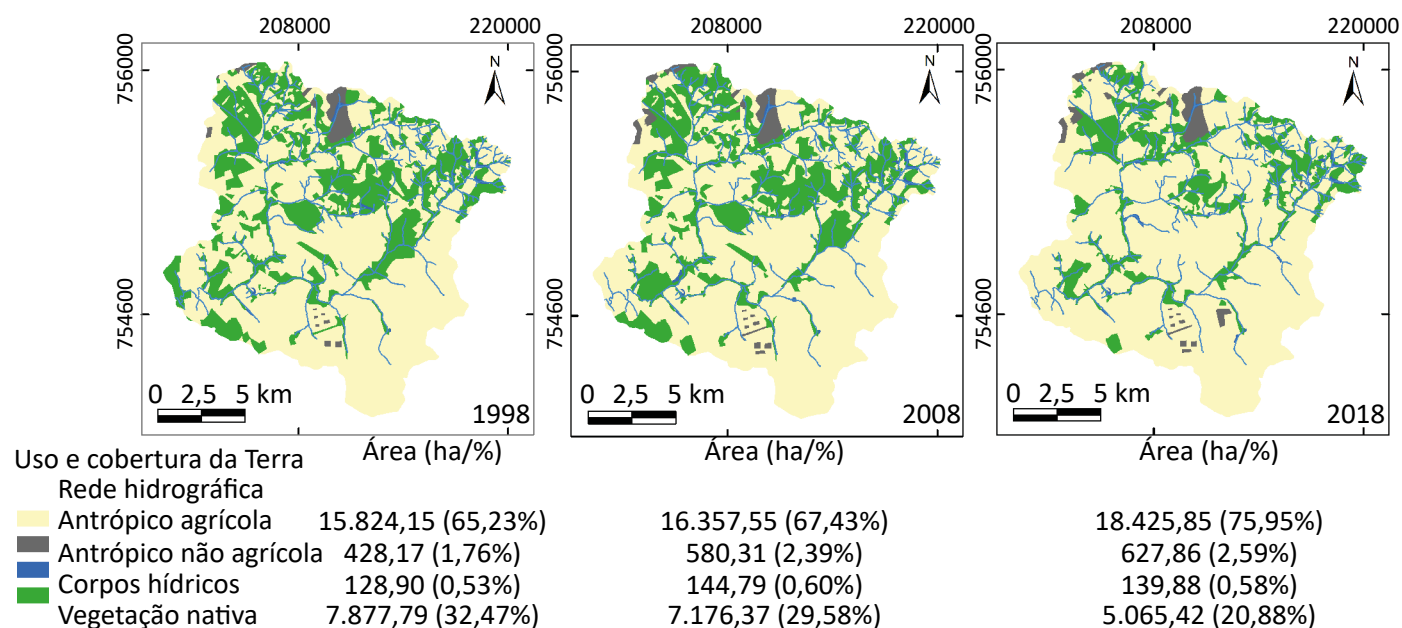 208000 220000 208000 220000 208000 220000
756000 N 756000 N 756000 N
754600 754600 754600
0 2,5 5 km 1998 0 2,5 5 km 2008 0 2,5 5 km 2018
Uso e cobertura da Terra Área (ha/%) Área (ha/%) Área (ha/%)
Rede hidrográfica
Antrópico agrícola 15.824,15 (65,23%) 16.357,55 (67,43%) 18.425,85 (75,95%)
Antrópico não agrícola 428,17 (1,76%) 580,31 (2,39%) 627,86 (2,59%)
Corpos hídricos 128,90 (0,53%) 144,79 (0,60%) 139,88 (0,58%)
Vegetação nativa 7.877,79 (32,47%) 7.176,37 (29,58%) 5.065,42 (20,88%)